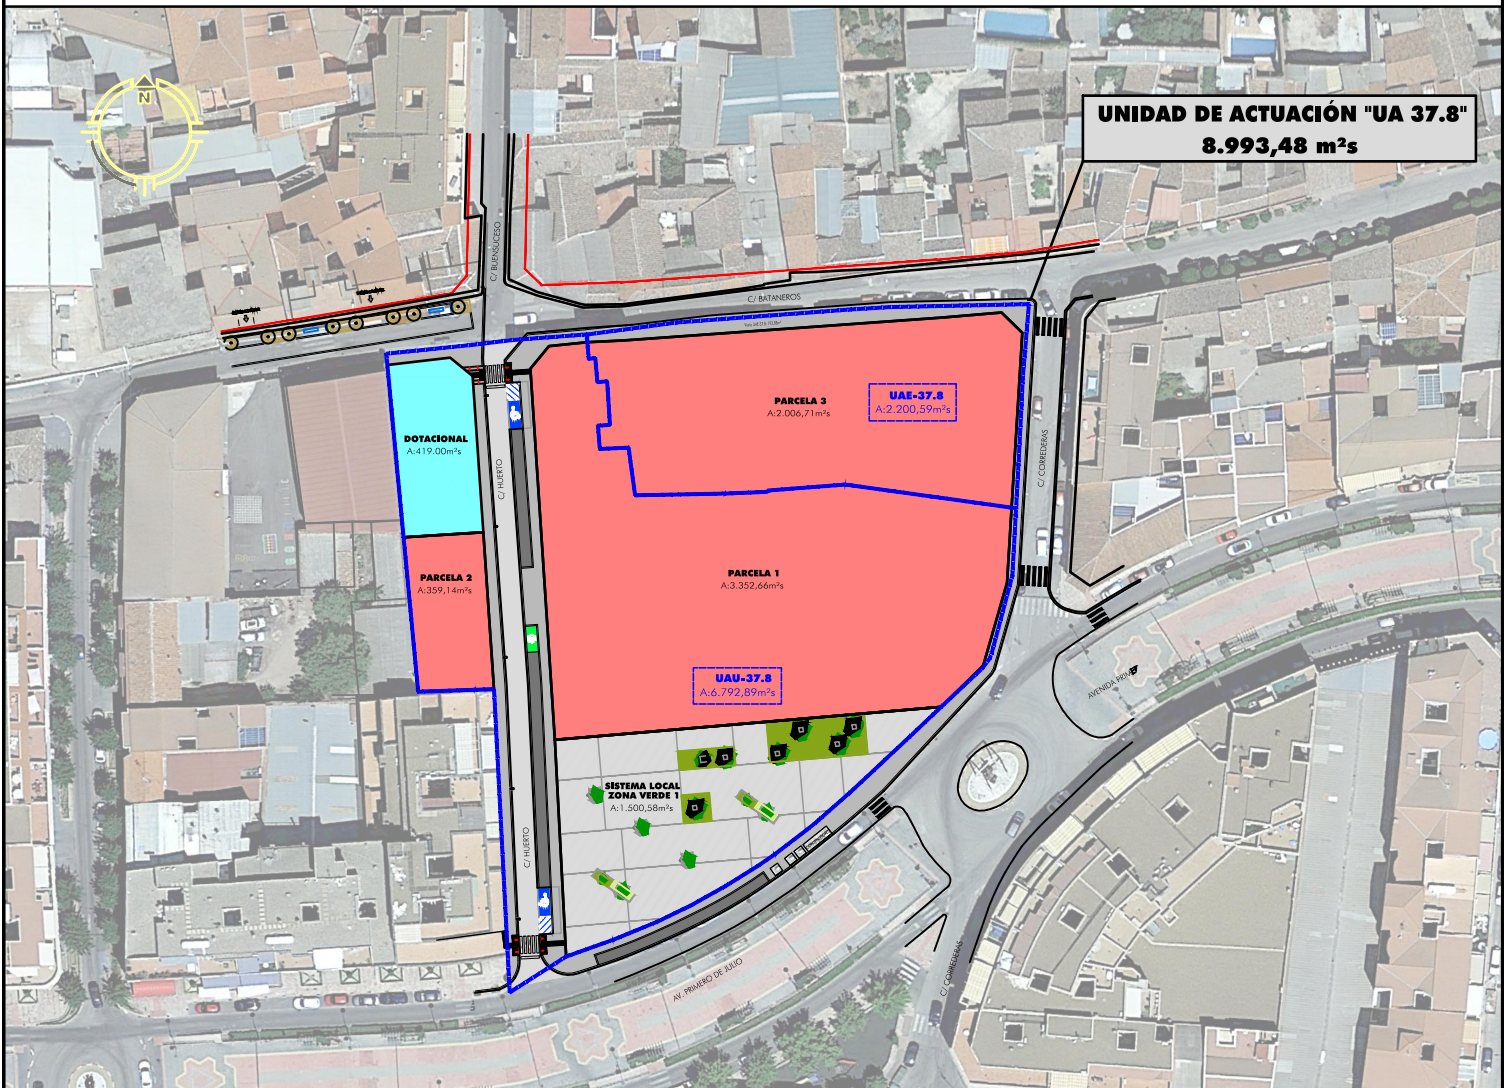 UNIDAD DE ACTUACIÓN "UA 37.8"
8.993,48 m²s
N
C/ BUENSUCESO
C/ BATANEROS
PARCELA 3
A:2.006,71m²s
UAE-37.8
A:2.200,59m²s
DOTACIONAL
A:419.00m²s
C/ HUERTO
C/ CORREDERAS
PARCELA 2
A:359,14m²s
PARCELA 1
A:3.352,66m²s
UAU-37.8
A:6.792,89m²s
SISTEMA LOCAL
ZONA VERDE 1
A:1.500,58m²s
C/ HUERTO
AV. PRIMERO DE JULIO
C/ CORREDERAS